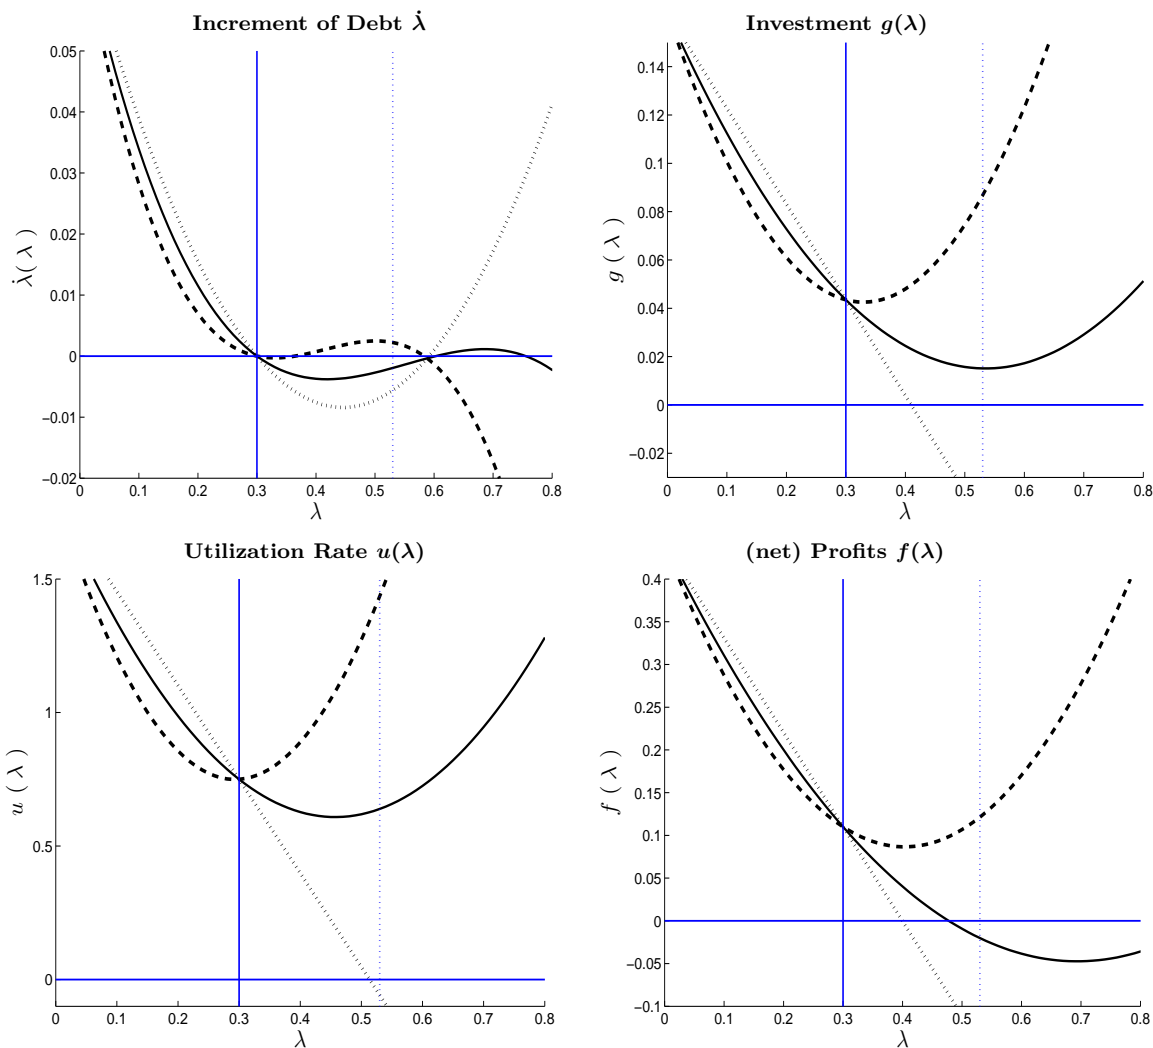 Increment of Debt λ̇
0.05
0.04
0.03
0.02
0.01
0
−0.01
−0.02
λ̇( λ )
0 0.1 0.2 0.3 0.4 0.5 0.6 0.7 0.8
λ
Investment g(λ)
0.14
0.12
0.1
0.08
0.06
0.04
0.02
0
−0.02
g ( λ )
0 0.1 0.2 0.3 0.4 0.5 0.6 0.7 0.8
λ
Utilization Rate u(λ)
1.5
1
0.5
0
u ( λ )
0 0.1 0.2 0.3 0.4 0.5 0.6 0.7 0.8
λ
(net) Profits f(λ)
0.4
0.35
0.3
0.25
0.2
0.15
0.1
0.05
0
−0.05
−0.1
f ( λ )
0 0.1 0.2 0.3 0.4 0.5 0.6 0.7 0.8
λ